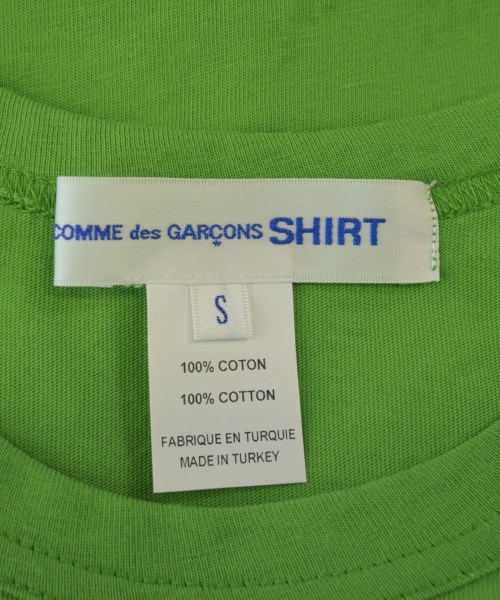 COMME des GARÇONS SHIRT
S
100% COTON
100% COTTON
FABRIQUE EN TURQUIE
MADE IN TURKEY